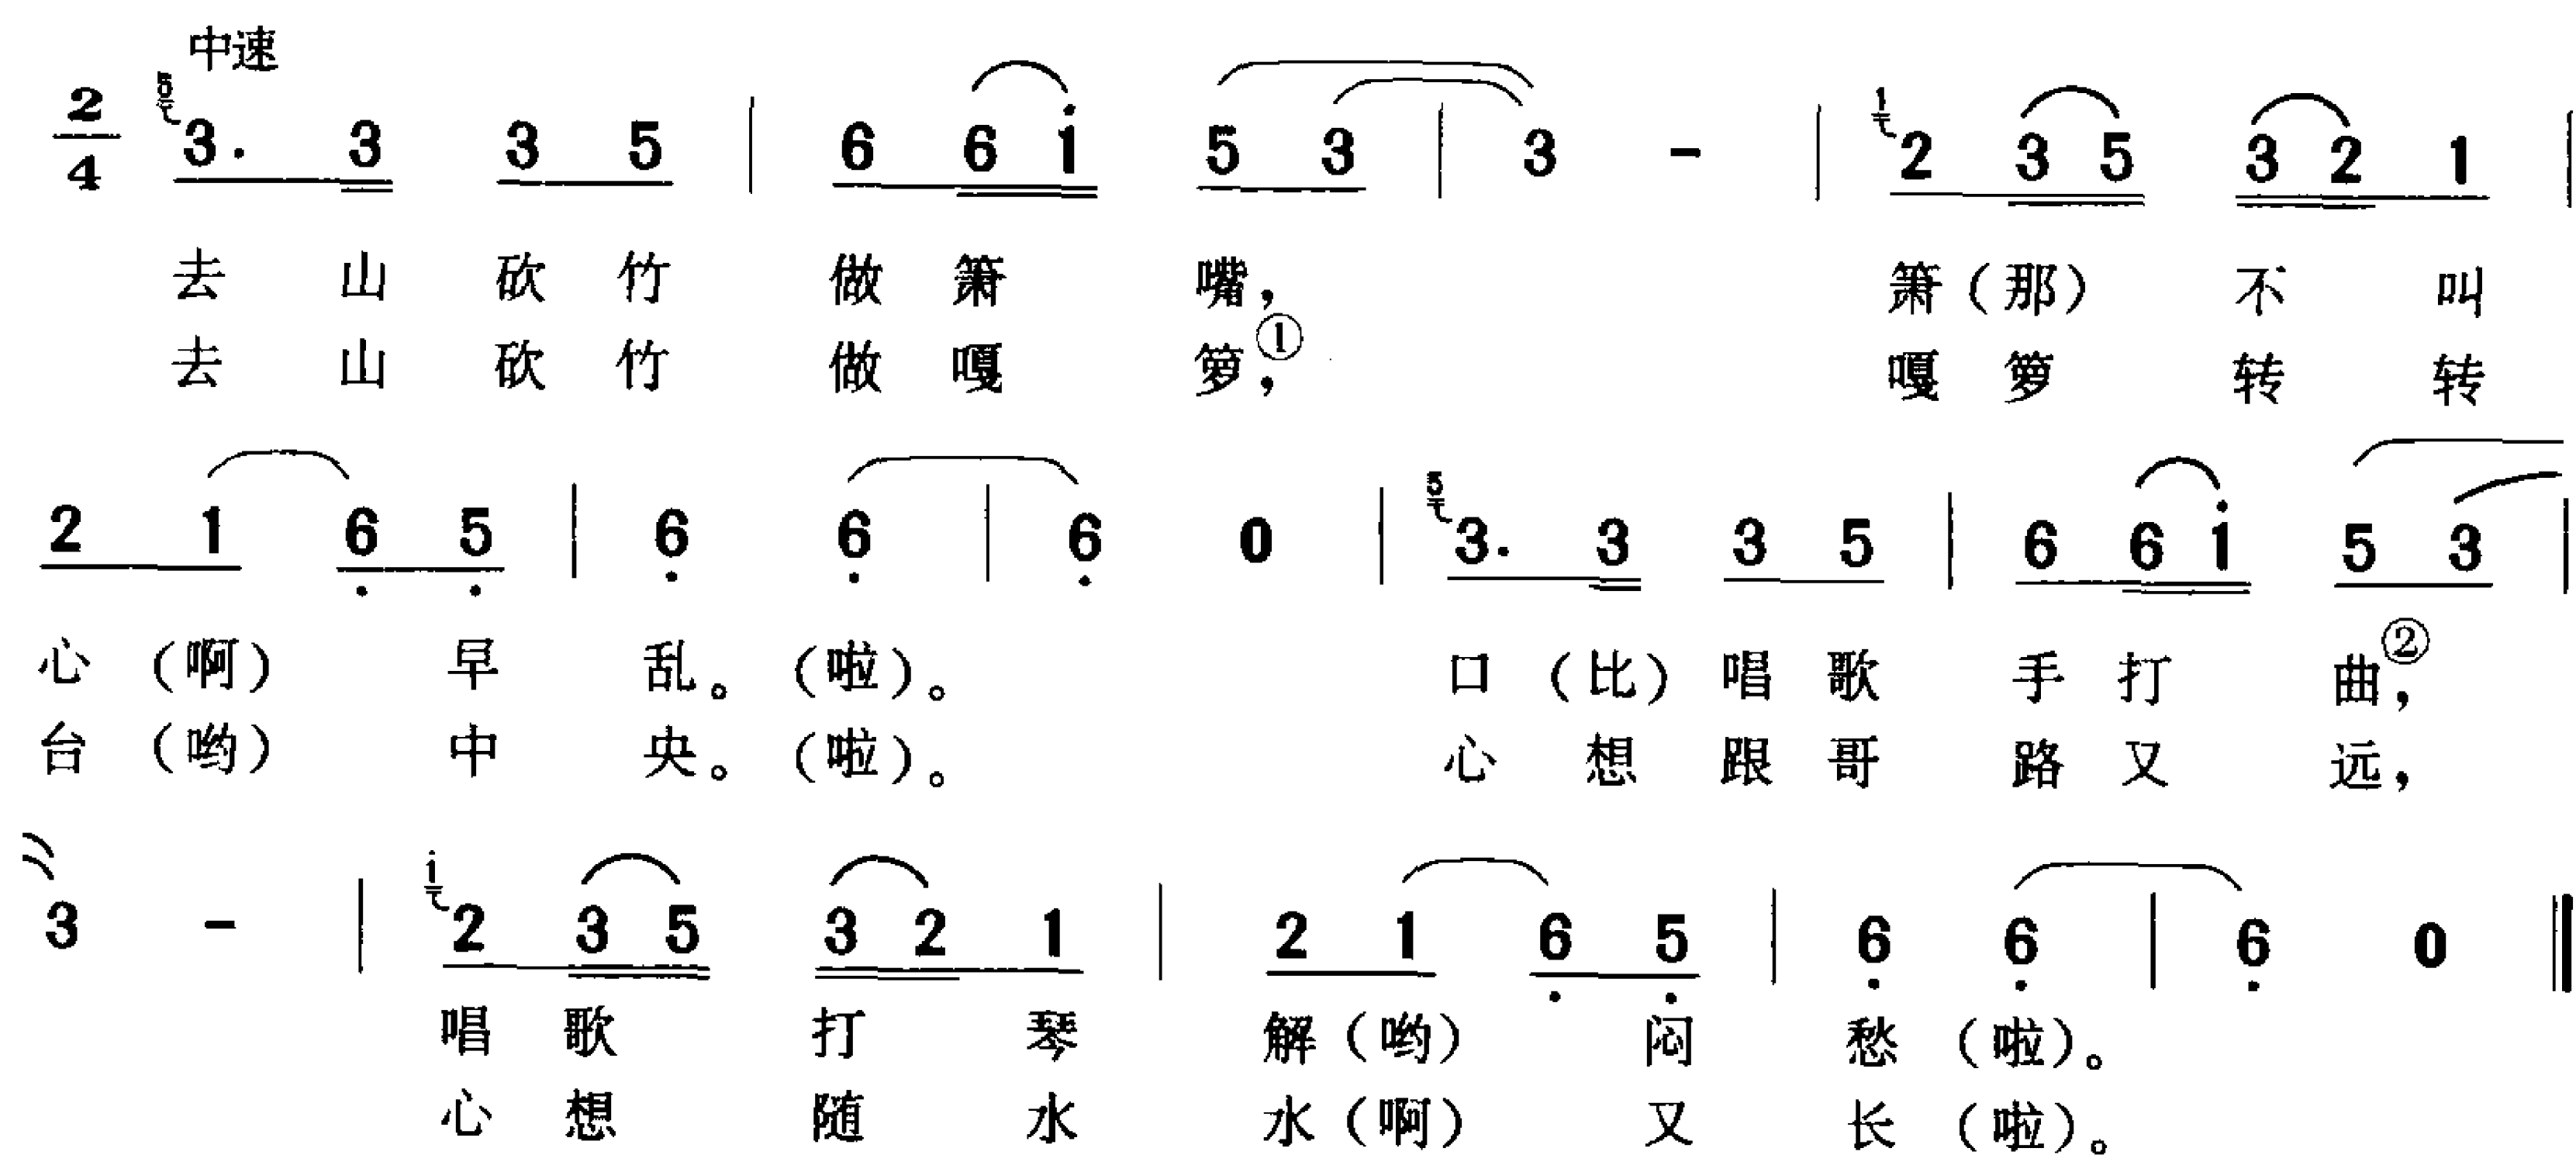 中速
2/4 5 3. 3 3 5 | 6 6 i 5 3 | 3 - | 1 2 3 5 3 2 1 |
去 山 砍 竹 做 箫 嘴, 箫 (那) 不 叫
去 山 砍 竹 做 嘎 箩,① 嘎 箩 转 转
2 1 6̣ 5̣ | 6̣ 6̣ | 6̣ 0 | 5 3. 3 3 5 | 6 6 i 5 3 |
心 (啊) 早 乱。(啦)。 口 (比) 唱 歌 手 打 曲,②
台 (哟) 中 央。(啦)。 心 想 跟 哥 路 又 远,
3 - | i 2 3 5 3 2 1 | 2 1 6̣ 5̣ | 6̣ 6̣ | 6̣ 0 ‖
唱 歌 打 琴 解 (哟) 闷 愁 (啦)。
心 想 随 水 水 (啊) 又 长 (啦)。